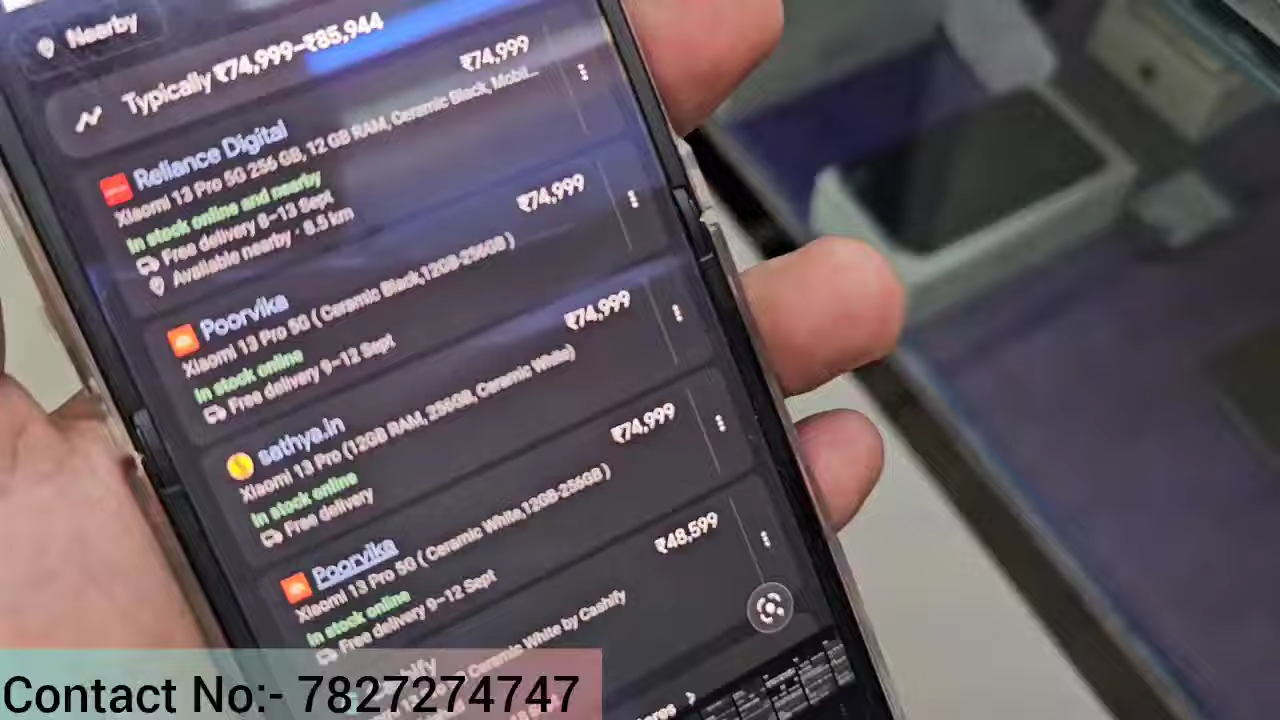 Nearby
Typically ₹74,999–₹85,944
₹74,999
Reliance Digital
Xiaomi 13 Pro 5G 256 GB, 12 GB RAM, Ceramic Black, Mobil...
In stock online and nearby
Free delivery 8–13 Sept
Available nearby · 6.5 km
₹74,999
Poorvika
Xiaomi 13 Pro 5G ( Ceramic Black,12GB-256GB )
In stock online
Free delivery 9–12 Sept
₹74,999
sathya.in
Xiaomi 13 Pro (12GB RAM, 256GB, Ceramic White)
In stock online
Free delivery
₹74,999
Poorvika
Xiaomi 13 Pro 5G ( Ceramic White,12GB-256GB )
In stock online
Free delivery 9–12 Sept
₹48,599
Ceramic White by Cashify
Contact No:- 7827274747